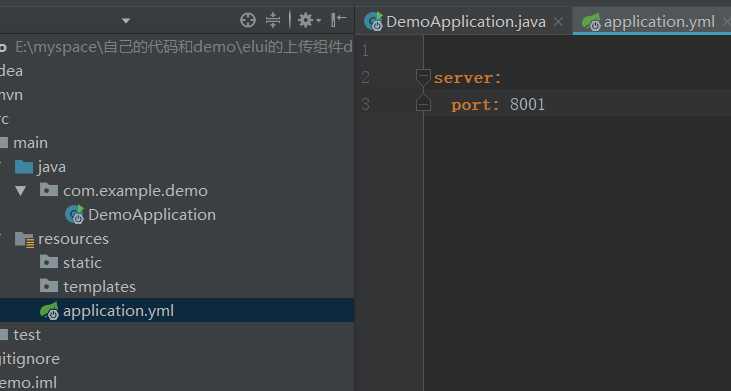 DemoApplication.java
application.yml
o E:\myspace\自己的代码和demo\elui的上传组件d
dea
nvn
rc
main
java
com.example.demo
DemoApplication
resources
static
templates
application.yml
test
gitignore
emo.iml
1
2 server:
3 port: 8001